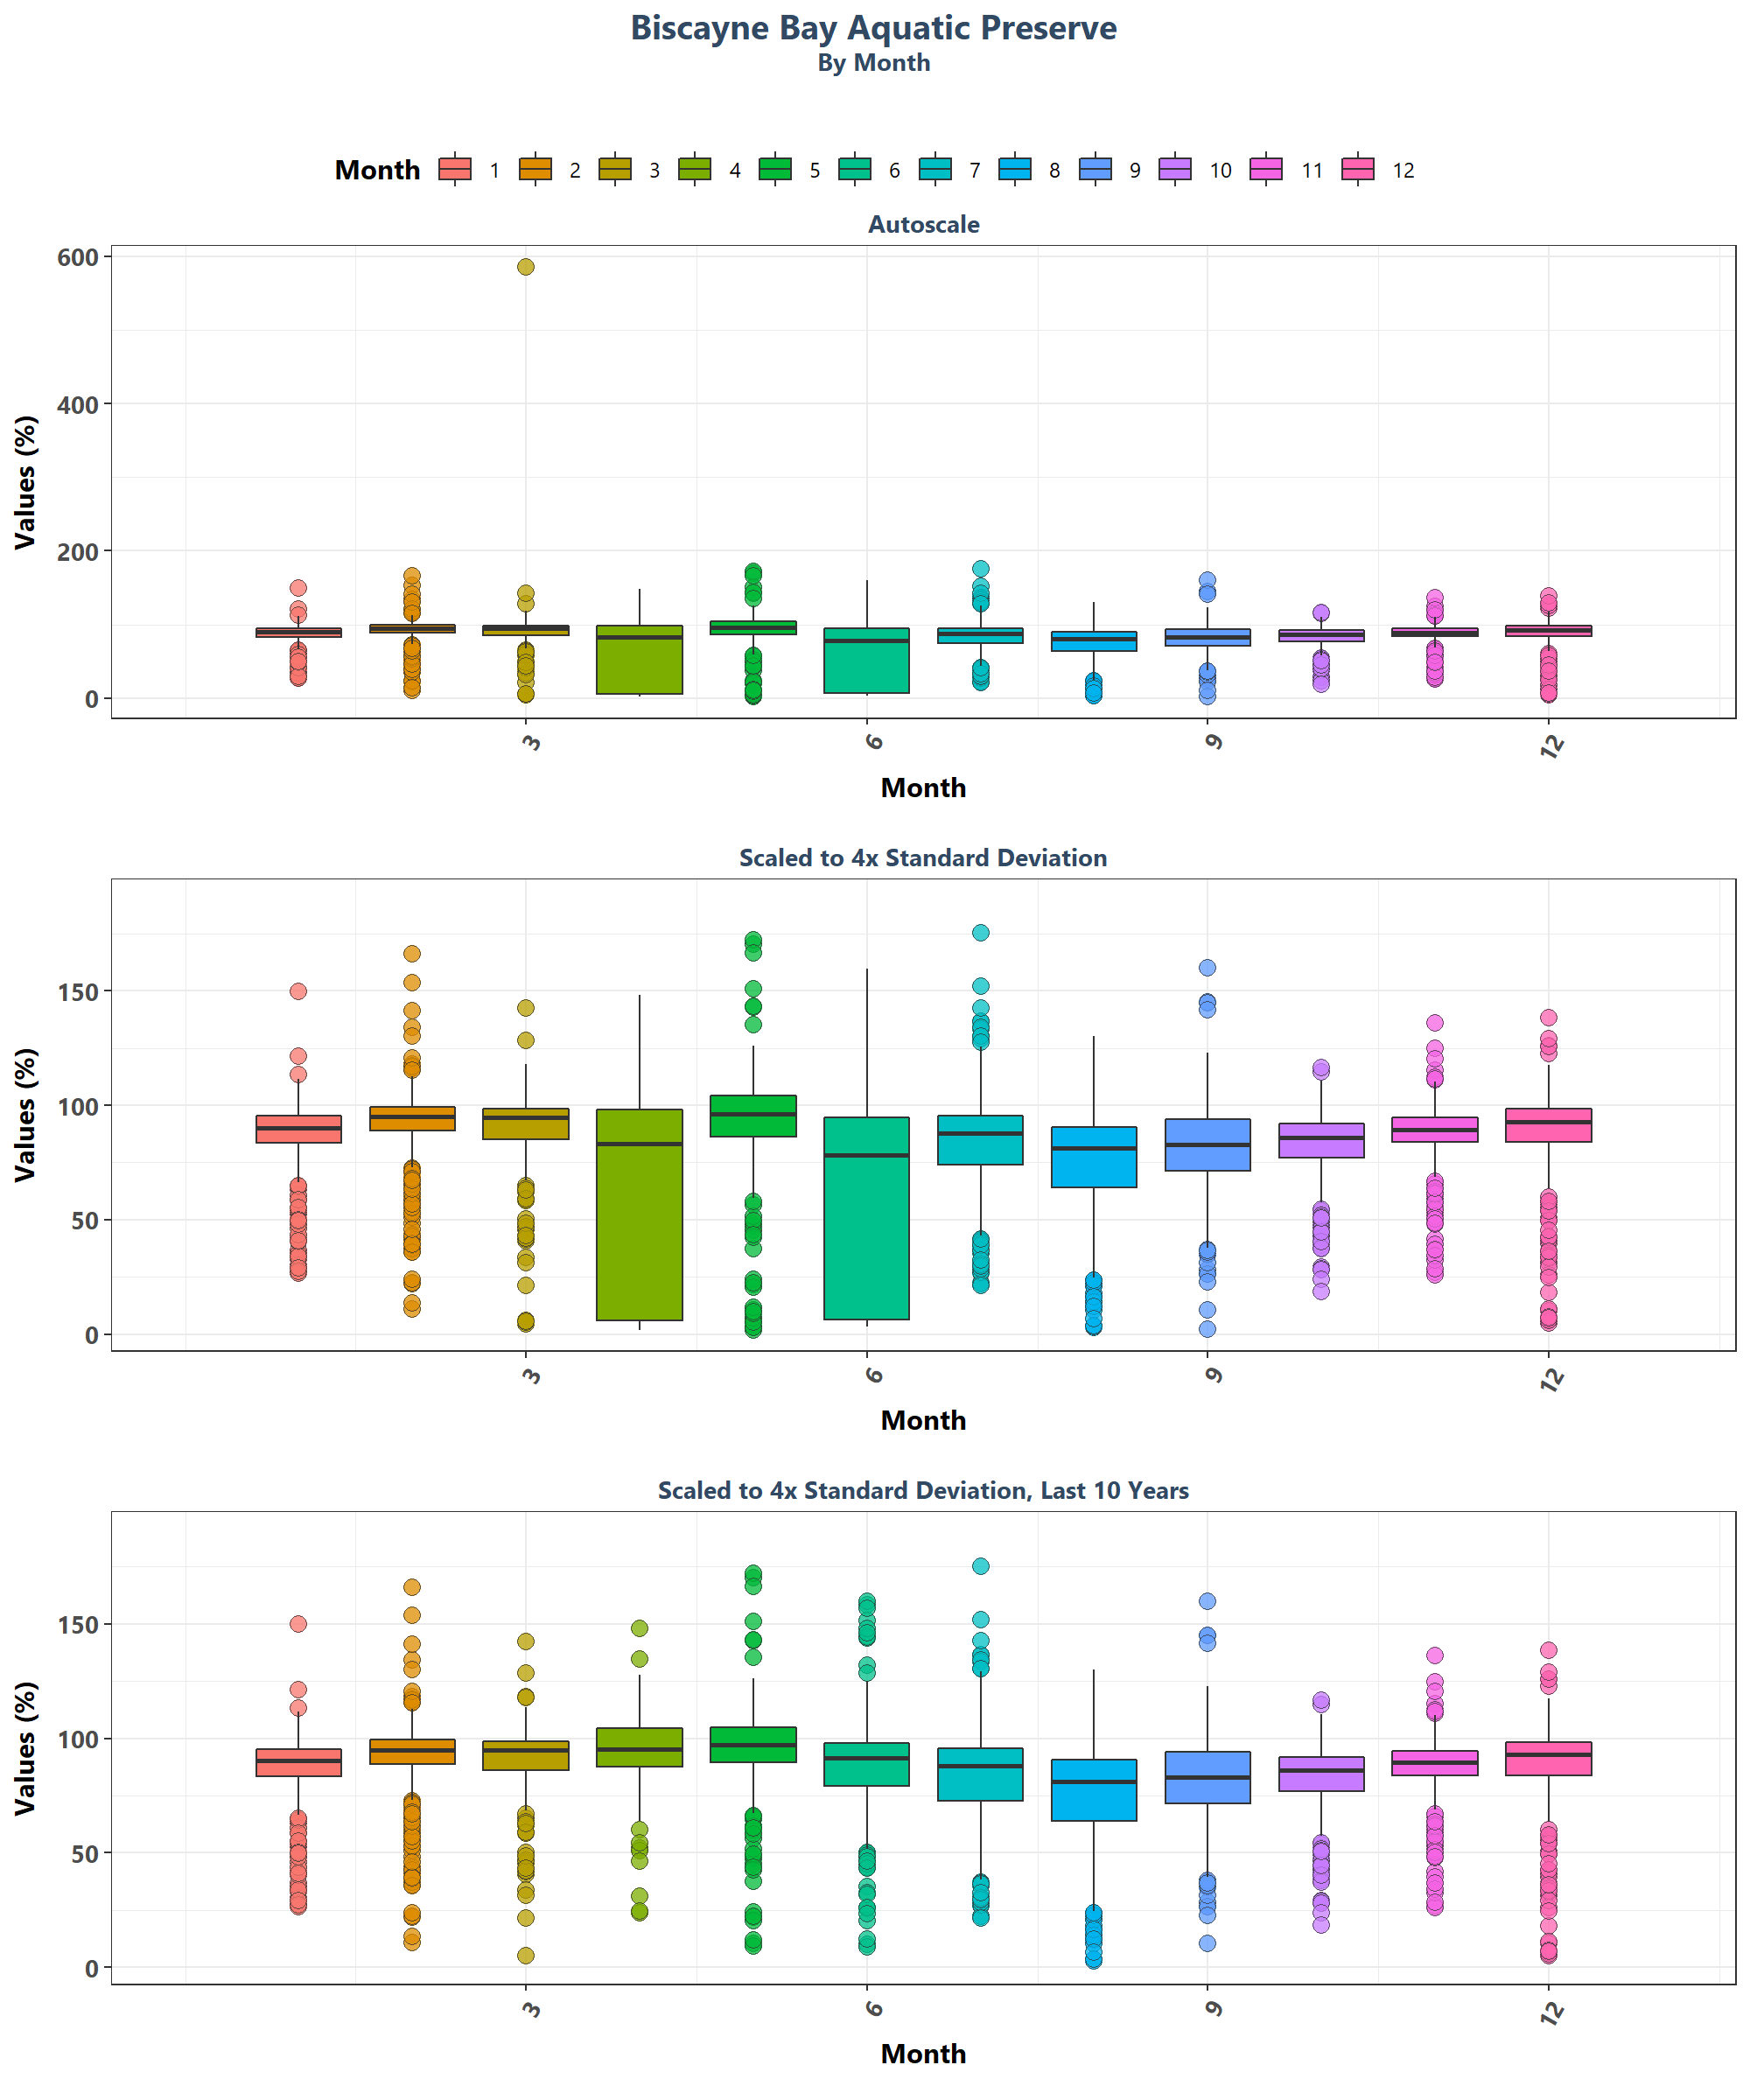 Biscayne Bay Aquatic Preserve
By Month
Month 1 2 3 4 5 6 7 8 9 10 11 12
Autoscale
Values (%)
600
400
200
0
3 6 9 12
Month
Scaled to 4x Standard Deviation
Values (%)
150
100
50
0
3 6 9 12
Month
Scaled to 4x Standard Deviation, Last 10 Years
Values (%)
150
100
50
0
3 6 9 12
Month